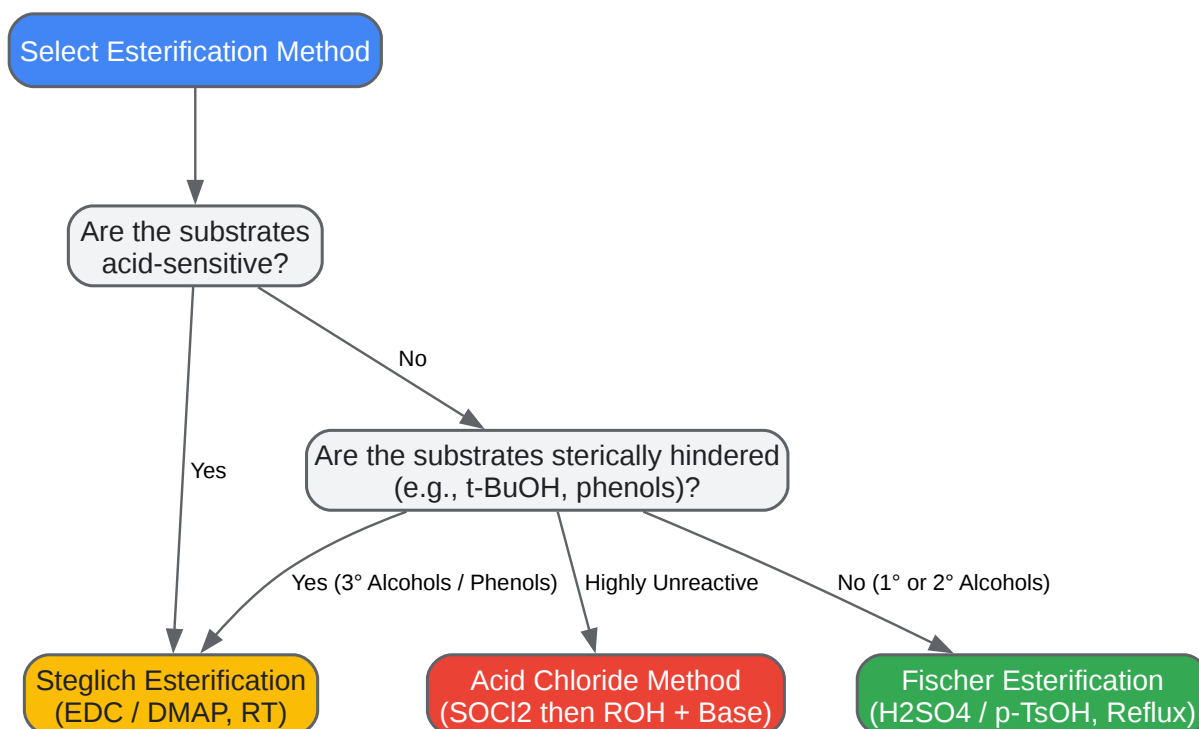 Select Esterification Method
Are the substrates
acid-sensitive?
No
Are the substrates sterically hindered
(e.g., t-BuOH, phenols)?
Yes
Yes (3° Alcohols / Phenols)
Highly Unreactive
No (1° or 2° Alcohols)
Steglich Esterification
(EDC / DMAP, RT)
Acid Chloride Method
(SOCl2 then ROH + Base)
Fischer Esterification
(H2SO4 / p-TsOH, Reflux)